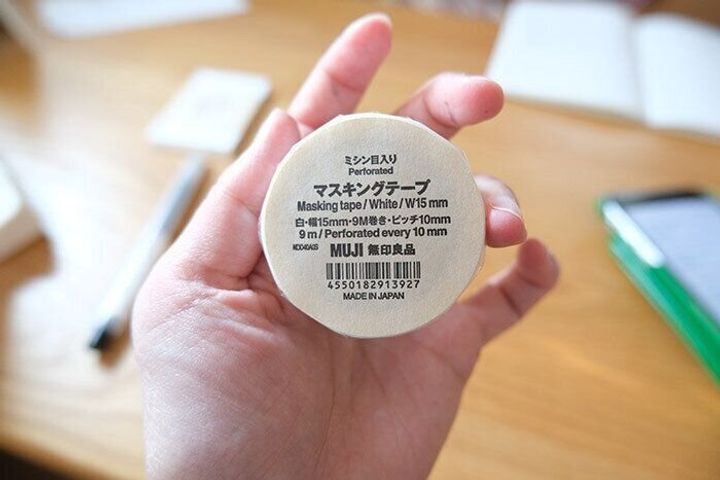 ミシン目入り
Perforated
マスキングテープ
Masking tape/White/W15 mm
白・幅15mm・9M巻き・ピッチ10mm
9 m/Perforated every 10 mm
MUJI 無印良品
4550182913927
MADE IN JAPAN